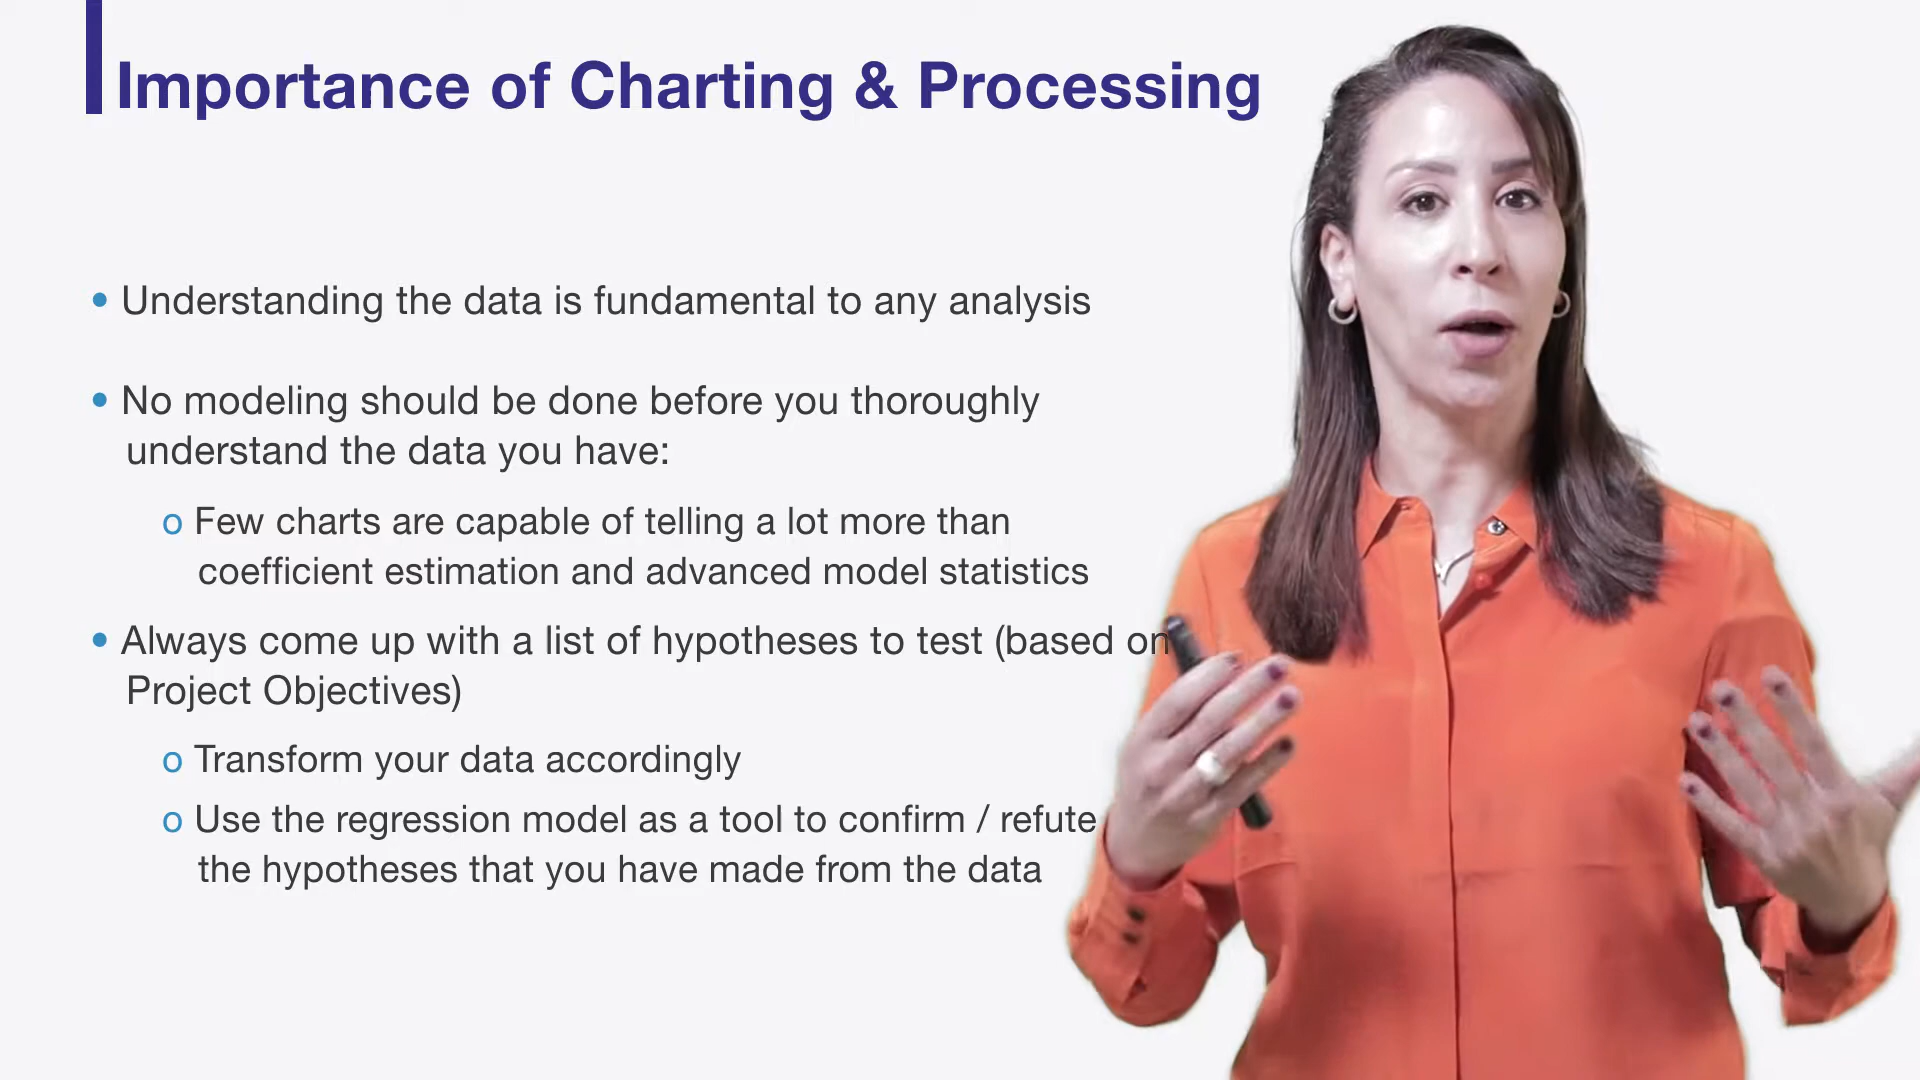 Importance of Charting & Processing
• Understanding the data is fundamental to any analysis
• No modeling should be done before you thoroughly
understand the data you have:
o Few charts are capable of telling a lot more than
coefficient estimation and advanced model statistics
• Always come up with a list of hypotheses to test (based on
Project Objectives)
o Transform your data accordingly
o Use the regression model as a tool to confirm / refute
the hypotheses that you have made from the data